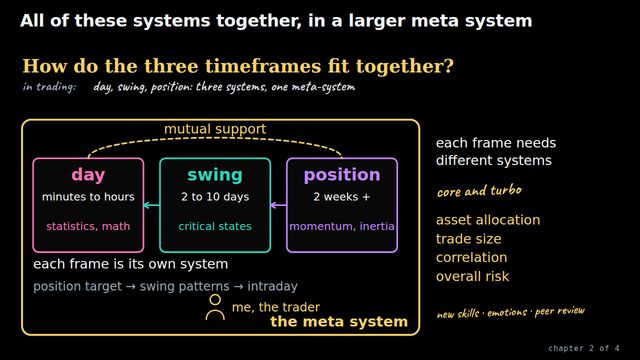 All of these systems together, in a larger meta system
How do the three timeframes fit together?
in trading: day, swing, position: three systems, one meta-system
mutual support
day
minutes to hours
statistics, math
swing
2 to 10 days
critical states
position
2 weeks +
momentum, inertia
each frame is its own system
position target → swing patterns → intraday
me, the trader
the meta system
each frame needs
different systems
core and turbo
asset allocation
trade size
correlation
overall risk
new skills · emotions · peer review
chapter 2 of 4